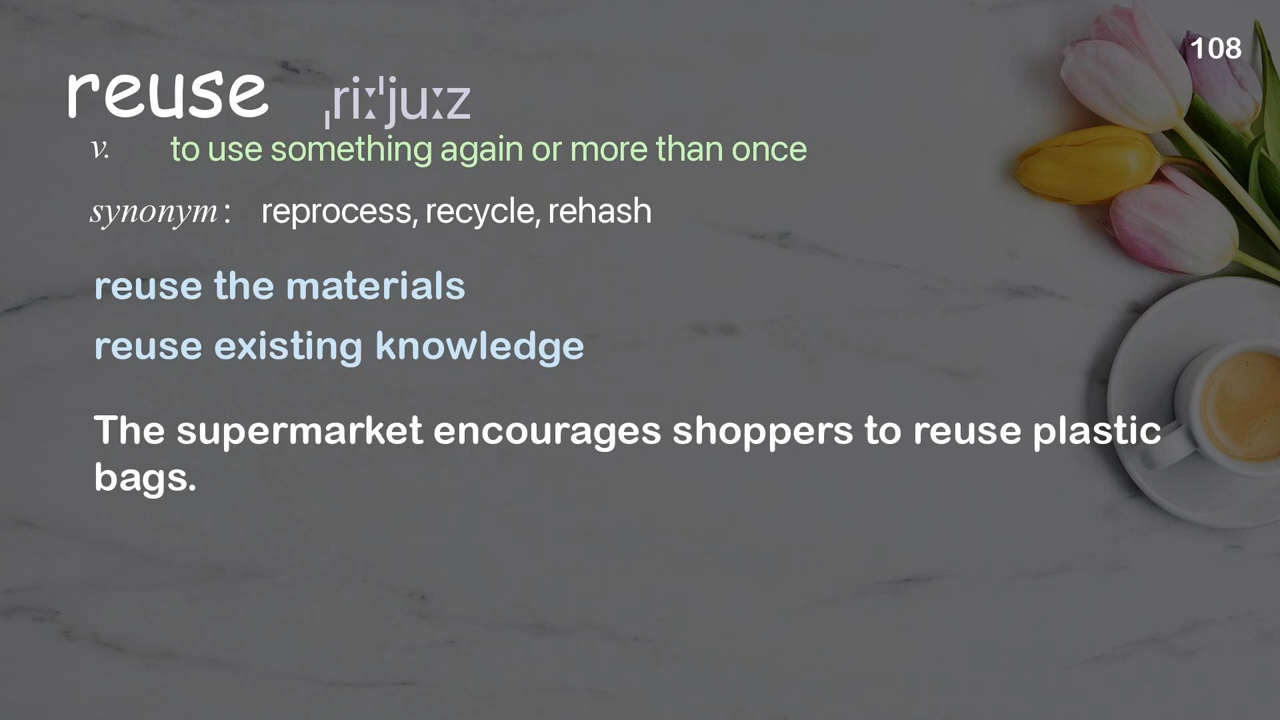 108
reuse ˌriːˈjuːz
v. to use something again or more than once
synonym: reprocess, recycle, rehash
reuse the materials
reuse existing knowledge
The supermarket encourages shoppers to reuse plastic
bags.